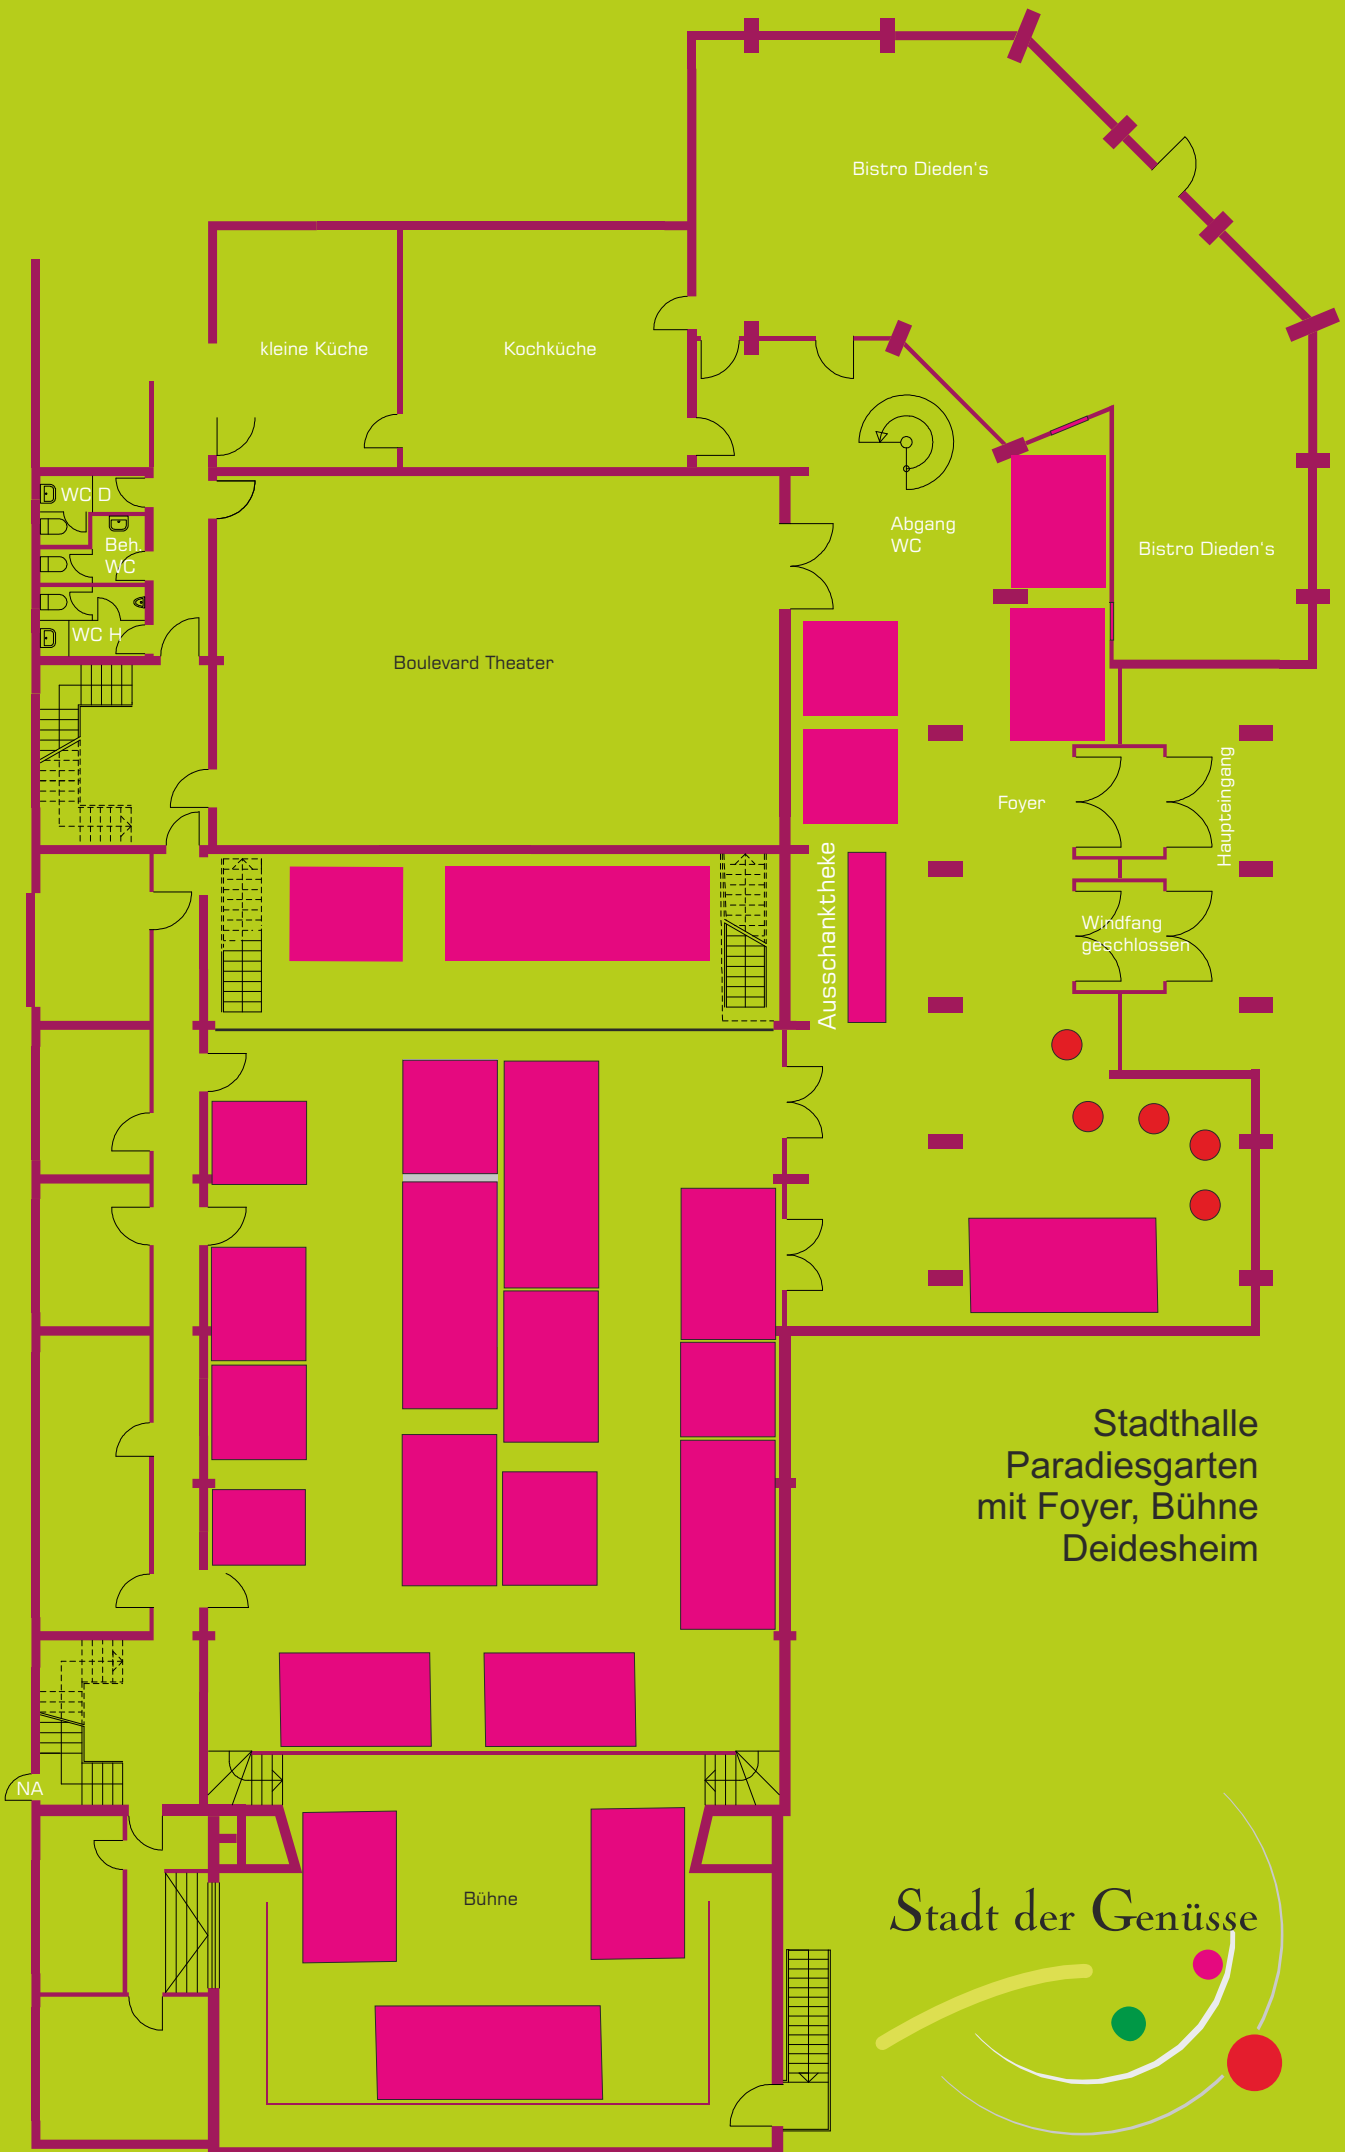 Bistro Dieden's
kleine Küche
Kochküche
WC D
Beh.
WC
WC H
Abgang
WC
Bistro Dieden's
Boulevard Theater
Foyer
Haupteingang
Ausschanktheke
Windfang
geschlossen
Stadthalle
Paradiesgarten
mit Foyer, Bühne
Deidesheim
NA
Bühne
Stadt der Genüsse